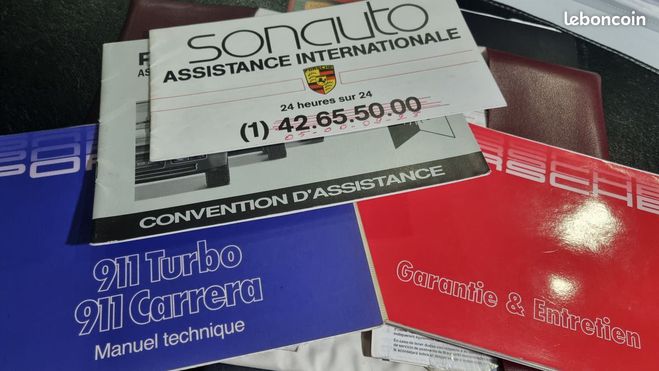 leboncoin
sonauto
ASSISTANCE INTERNATIONALE
24 heures sur 24
(1) 42.65.50.00
CONVENTION D'ASSISTANCE
911 Turbo
911 Carrera
Manuel technique
Garantie & Entretien